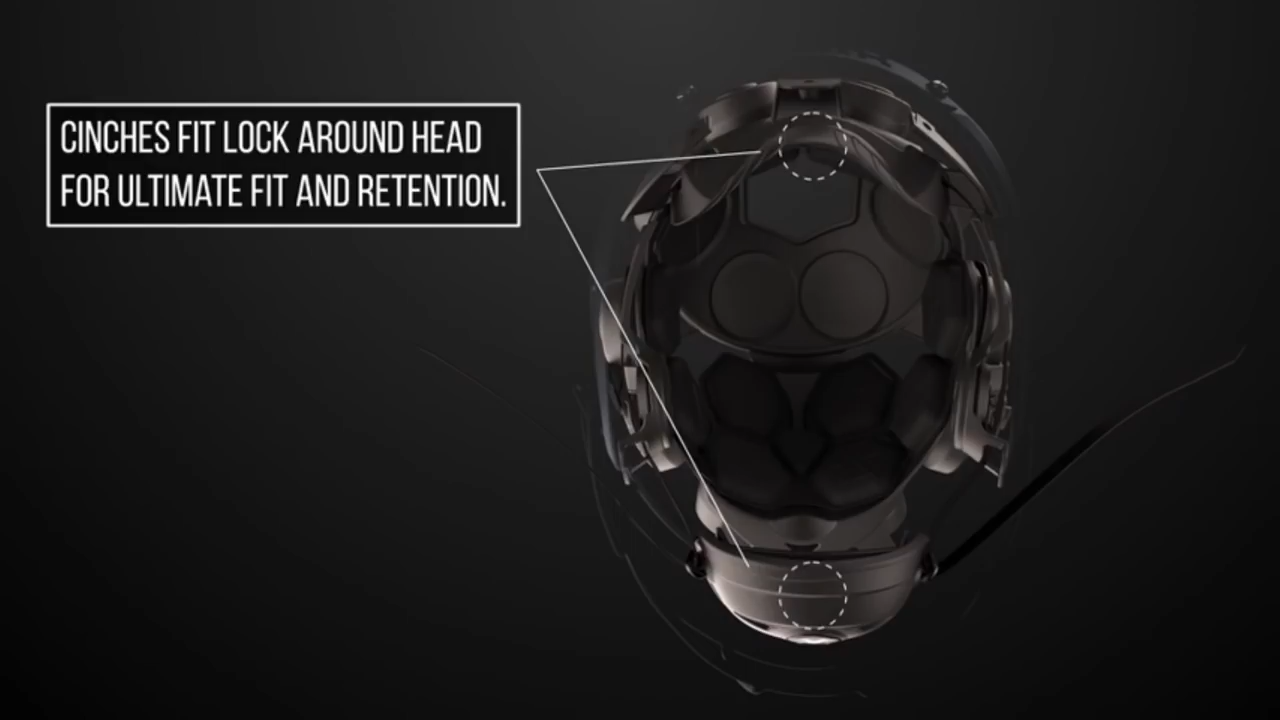 CINCHES FIT LOCK AROUND HEAD
FOR ULTIMATE FIT AND RETENTION.